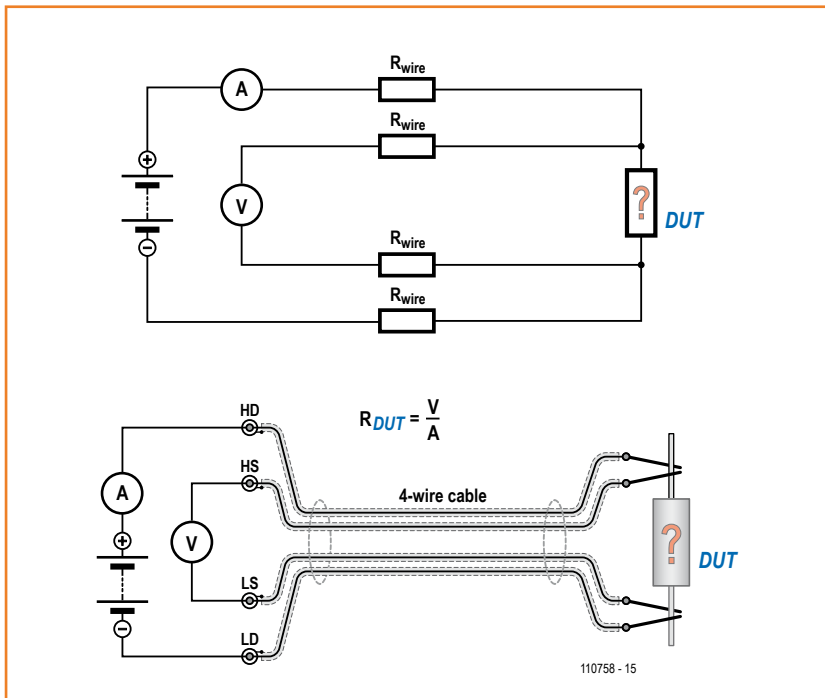 Rwire
A
Rwire
+
V
?
DUT
Rwire
−
Rwire
HD
RDUT = V
A
HS
A
4-wire cable
+
V
?
DUT
LS
−
LD
110758 - 15